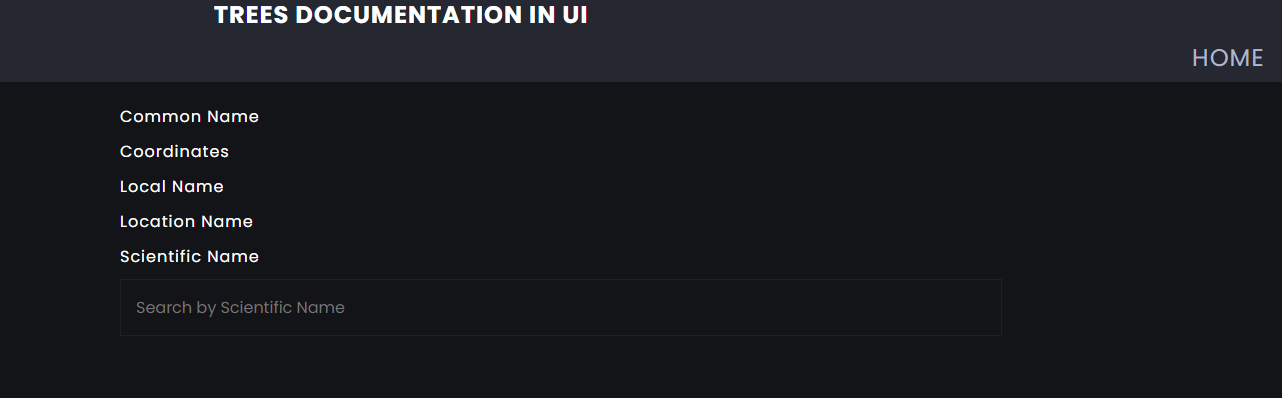 TREES DOCUMENTATION IN UI
HOME
Common Name
Coordinates
Local Name
Location Name
Scientific Name
Search by Scientific Name